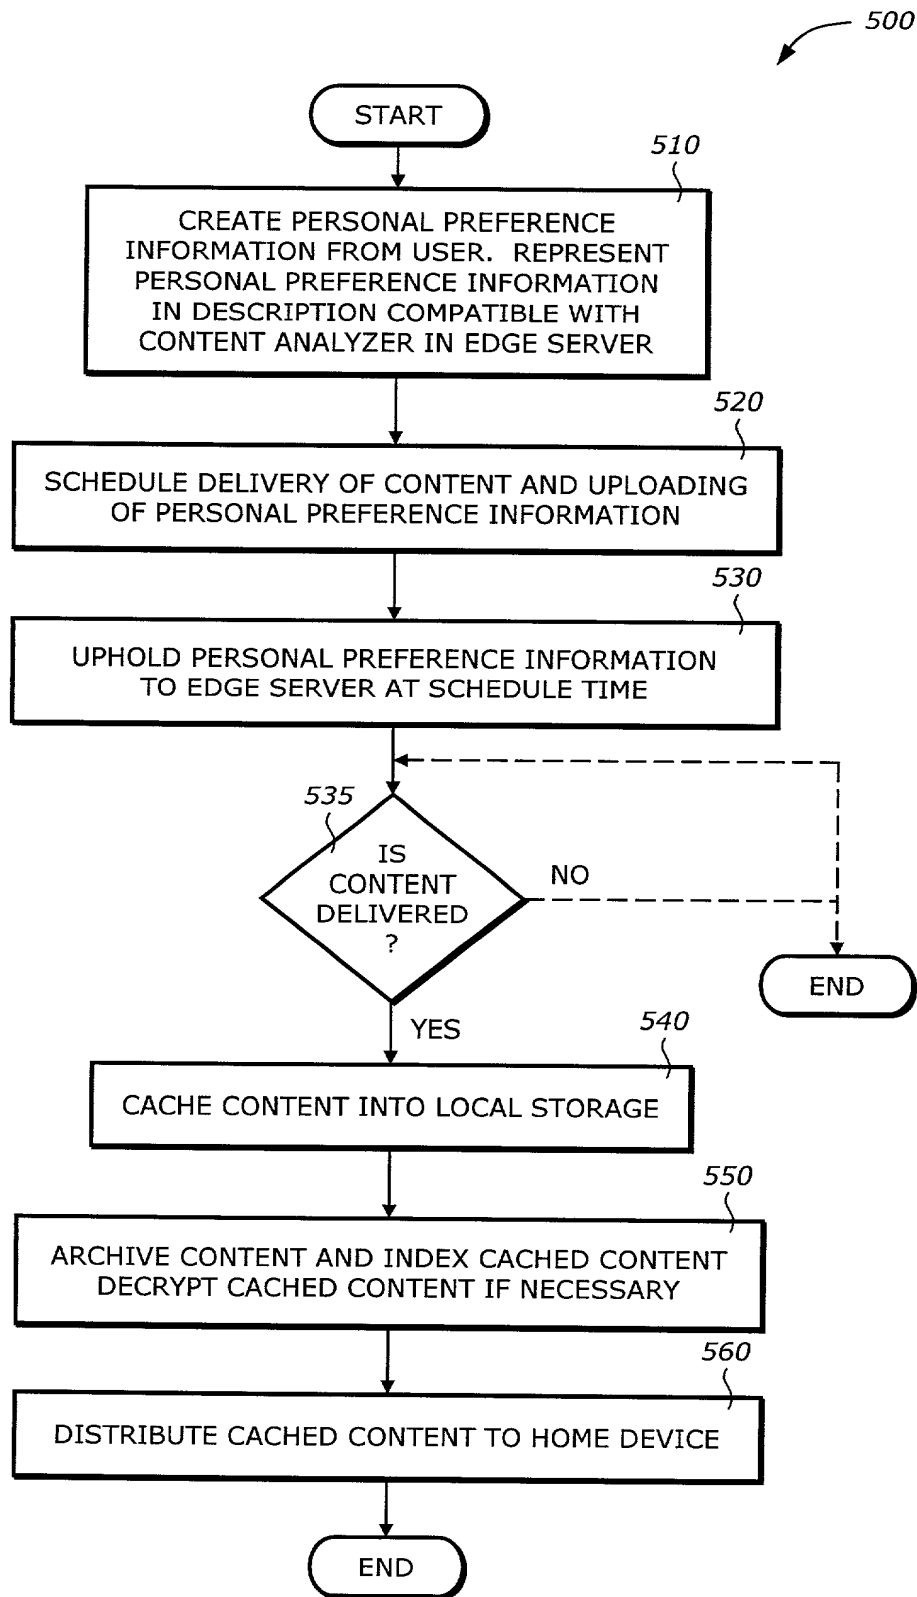 500
START
510
CREATE PERSONAL PREFERENCE
INFORMATION FROM USER. REPRESENT
PERSONAL PREFERENCE INFORMATION
IN DESCRIPTION COMPATIBLE WITH
CONTENT ANALYZER IN EDGE SERVER
520
SCHEDULE DELIVERY OF CONTENT AND UPLOADING
OF PERSONAL PREFERENCE INFORMATION
530
UPHOLD PERSONAL PREFERENCE INFORMATION
TO EDGE SERVER AT SCHEDULE TIME
535
IS
CONTENT
DELIVERED
?
NO
END
YES
540
CACHE CONTENT INTO LOCAL STORAGE
550
ARCHIVE CONTENT AND INDEX CACHED CONTENT
DECRYPT CACHED CONTENT IF NECESSARY
560
DISTRIBUTE CACHED CONTENT TO HOME DEVICE
END